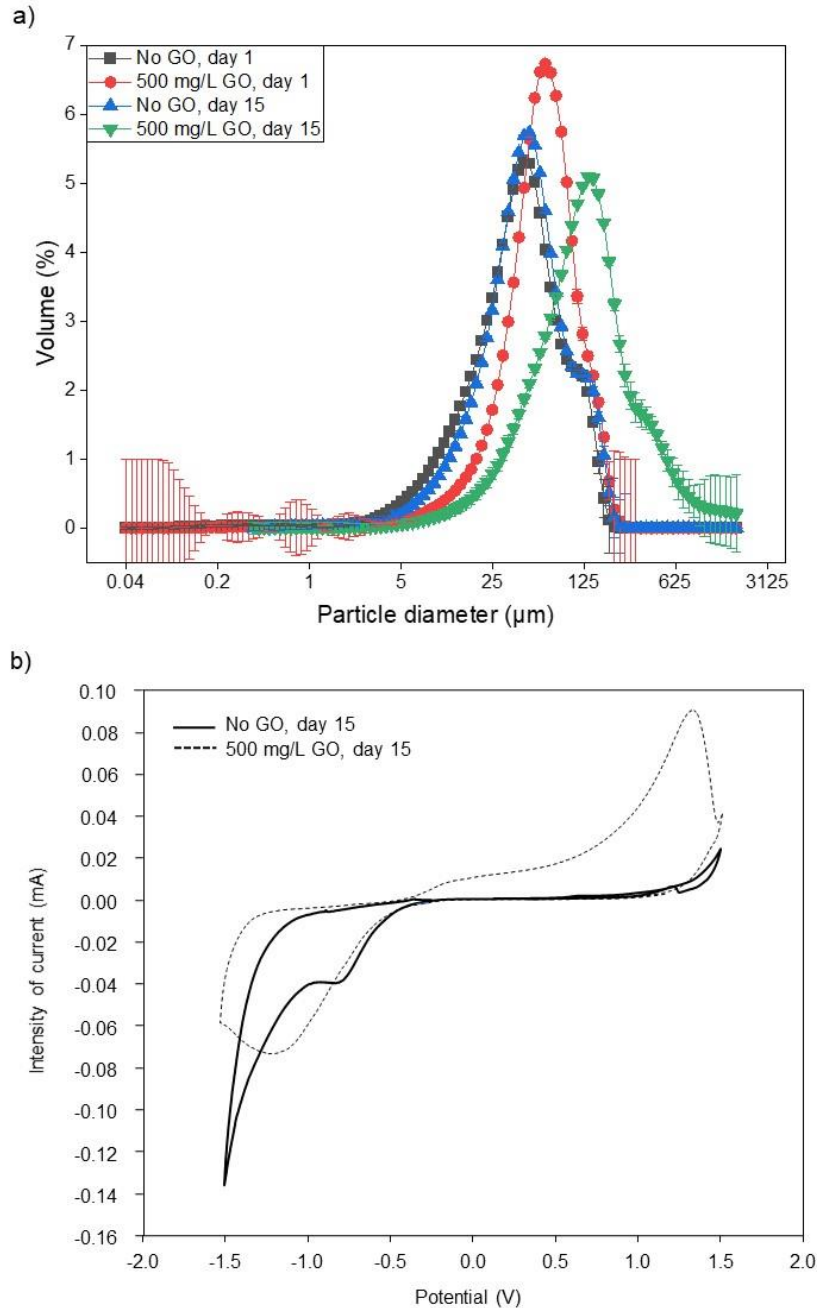 a)
7
6
5
4
3
2
1
0
Volume (%)
No GO, day 1
500 mg/L GO, day 1
No GO, day 15
500 mg/L GO, day 15
0.04 0.2 1 5 25 125 625 3125
Particle diameter (µm)
b)
0.10
0.08
0.06
0.04
0.02
0.00
-0.02
-0.04
-0.06
-0.08
-0.10
-0.12
-0.14
-0.16
Intensity of current (mA)
No GO, day 15
500 mg/L GO, day 15
-2.0 -1.5 -1.0 -0.5 0.0 0.5 1.0 1.5 2.0
Potential (V)